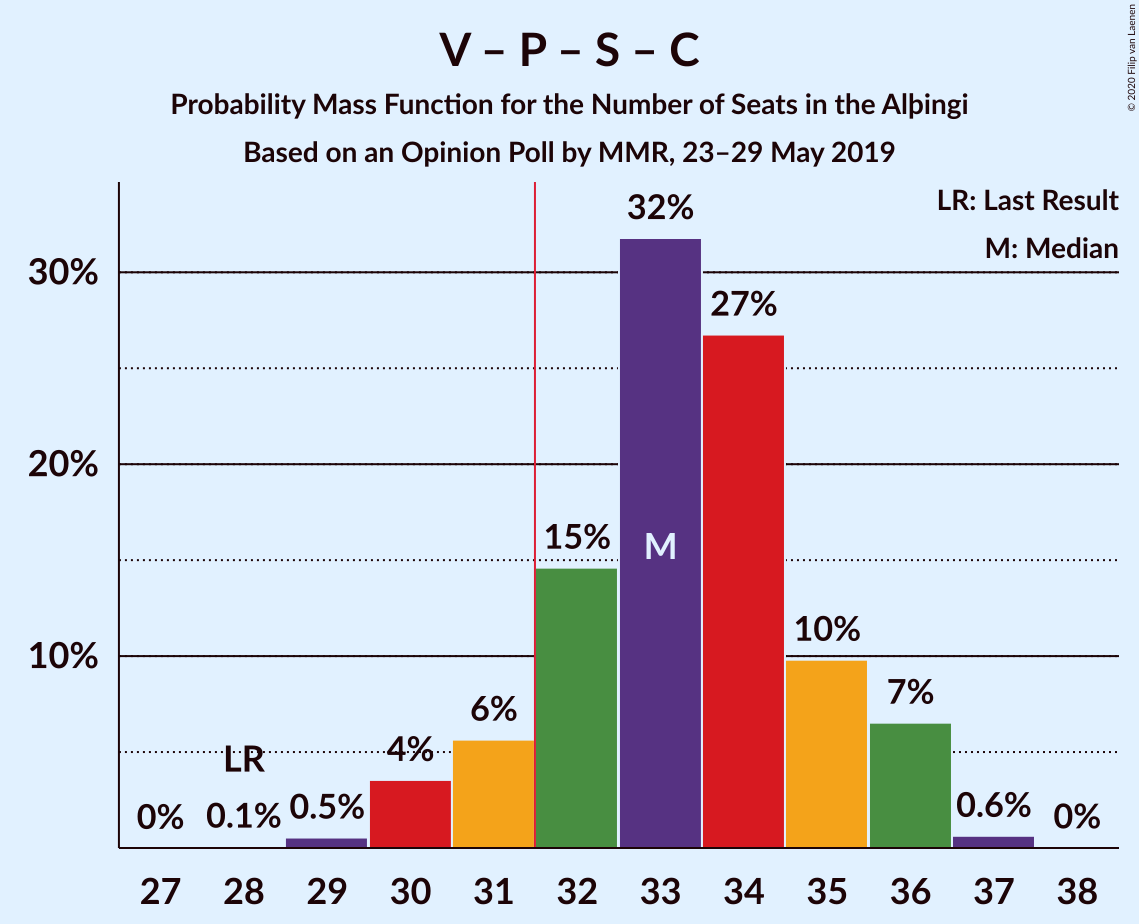 V – P – S – C
Probability Mass Function for the Number of Seats in the Alþingi
Based on an Opinion Poll by MMR, 23–29 May 2019
© 2020 Filip van Laenen
LR: Last Result
M: Median
30%
20%
10%
0%
LR
0.1%
0.5%
4%
6%
15%
32%
M
27%
10%
7%
0.6%
0%
27 28 29 30 31 32 33 34 35 36 37 38